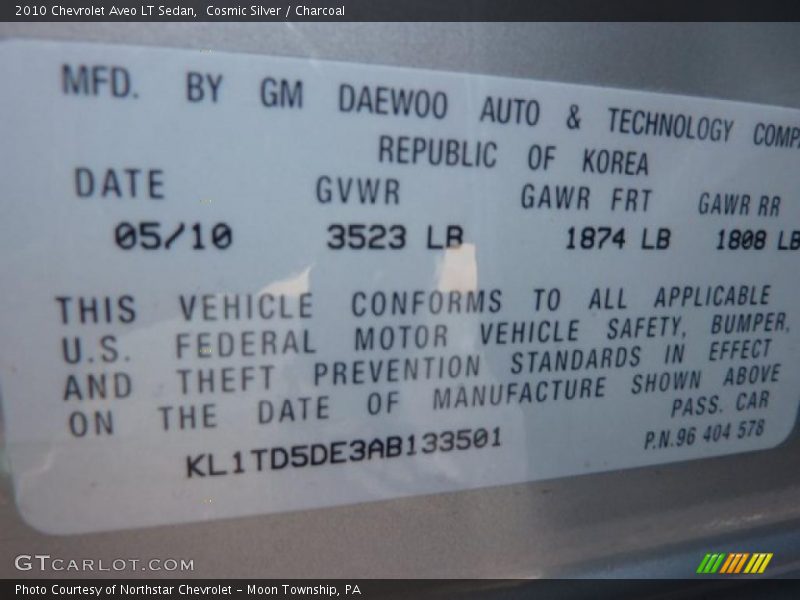 2010 Chevrolet Aveo LT Sedan,  Cosmic Silver / Charcoal
MFD. BY GM DAEWOO AUTO & TECHNOLOGY COMPA
REPUBLIC OF KOREA
DATE GVWR GAWR FRT GAWR RR
05/10 3523 LB 1874 LB 1808 LB
THIS VEHICLE CONFORMS TO ALL APPLICABLE
U.S. FEDERAL MOTOR VEHICLE SAFETY, BUMPER,
AND THEFT PREVENTION STANDARDS IN EFFECT
ON THE DATE OF MANUFACTURE SHOWN ABOVE
PASS. CAR
KL1TD5DE3AB133501 P.N.96 404 578
GTCARLOT.COM
Photo Courtesy of Northstar Chevrolet - Moon Township, PA